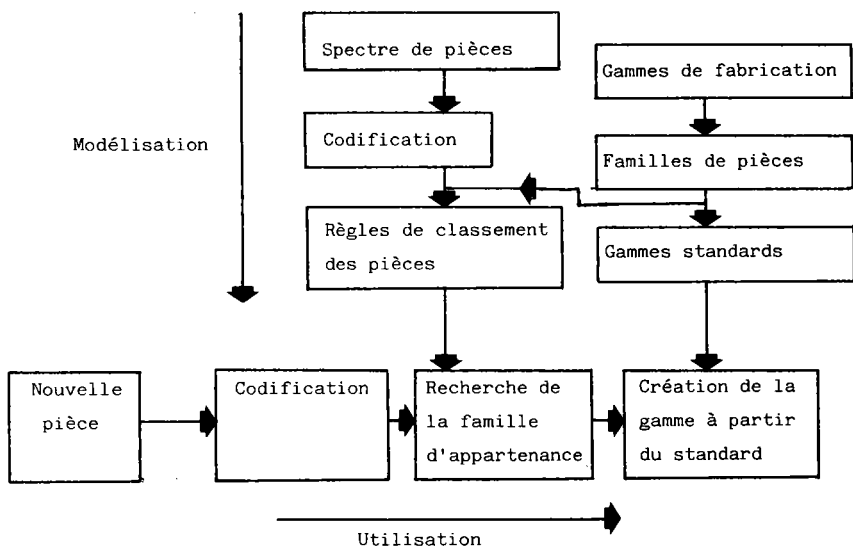 Spectre de pièces
Gammes de fabrication
Modélisation
Codification
Familles de pièces
Règles de classement
des pièces
Gammes standards
Nouvelle
pièce
Codification
Recherche de
la famille
d'appartenance
Création de la
gamme à partir
du standard
Utilisation